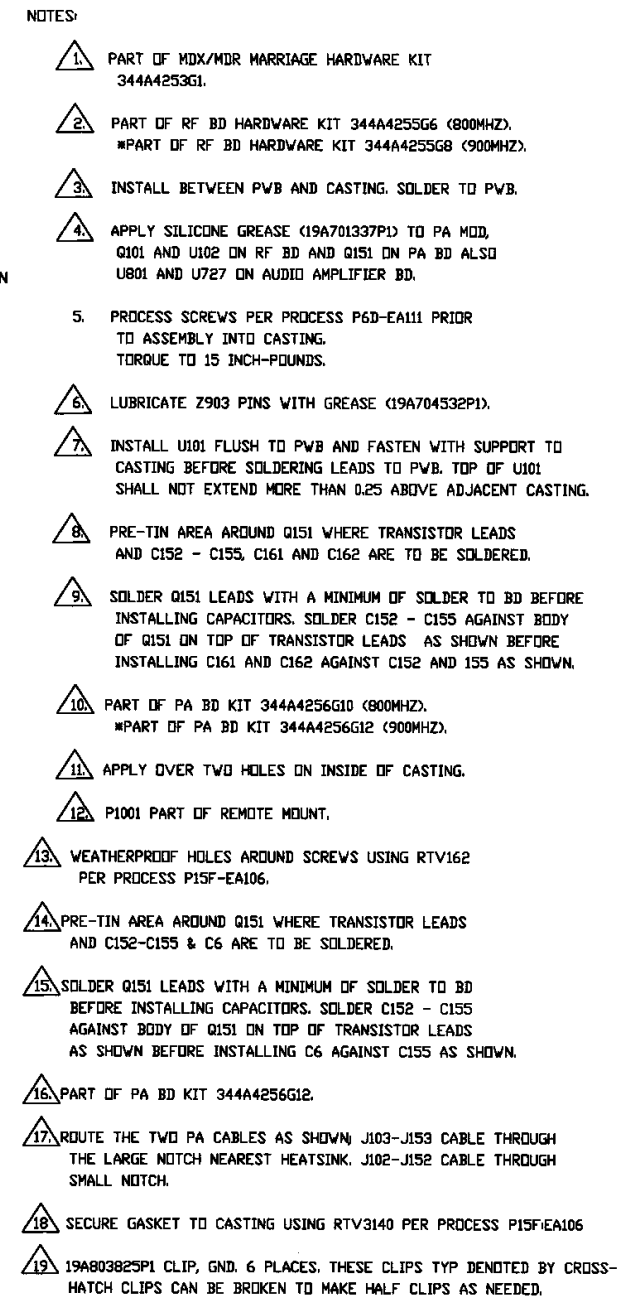 NOTES:
1. PART OF MDX/MDR MARRIAGE HARDWARE KIT
344A4253G1.
2. PART OF RF BD HARDWARE KIT 344A4255G6 (800MHZ).
*PART OF RF BD HARDWARE KIT 344A4255G8 (900MHZ).
3. INSTALL BETWEEN PWB AND CASTING. SOLDER TO PWB.
4. APPLY SILICONE GREASE (19A701337P1) TO PA MOD,
Q101 AND U102 ON RF BD AND Q151 ON PA BD ALSO
U801 AND U727 ON AUDIO AMPLIFIER BD.
N
5. PROCESS SCREWS PER PROCESS P6D-EA111 PRIOR
TO ASSEMBLY INTO CASTING.
TORQUE TO 15 INCH-POUNDS.
6. LUBRICATE Z903 PINS WITH GREASE (19A704532P1).
7. INSTALL U101 FLUSH TO PWB AND FASTEN WITH SUPPORT TO
CASTING BEFORE SOLDERING LEADS TO PWB. TOP OF U101
SHALL NOT EXTEND MORE THAN 0.25 ABOVE ADJACENT CASTING.
8. PRE-TIN AREA AROUND Q151 WHERE TRANSISTOR LEADS
AND C152 - C155, C161 AND C162 ARE TO BE SOLDERED.
9. SOLDER Q151 LEADS WITH A MINIMUM OF SOLDER TO BD BEFORE
INSTALLING CAPACITORS. SOLDER C152 - C155 AGAINST BODY
OF Q151 ON TOP OF TRANSISTOR LEADS AS SHOWN BEFORE
INSTALLING C161 AND C162 AGAINST C152 AND 155 AS SHOWN.
10. PART OF PA BD KIT 344A4256G10 (800MHZ).
*PART OF PA BD KIT 344A4256G12 (900MHZ).
11. APPLY OVER TWO HOLES ON INSIDE OF CASTING.
12. P1001 PART OF REMOTE MOUNT.
13. WEATHERPROOF HOLES AROUND SCREWS USING RTV162
PER PROCESS P15F-EA106.
14. PRE-TIN AREA AROUND Q151 WHERE TRANSISTOR LEADS
AND C152-C155 & C6 ARE TO BE SOLDERED.
15. SOLDER Q151 LEADS WITH A MINIMUM OF SOLDER TO BD
BEFORE INSTALLING CAPACITORS. SOLDER C152 - C155
AGAINST BODY OF Q151 ON TOP OF TRANSISTOR LEADS
AS SHOWN BEFORE INSTALLING C6 AGAINST C155 AS SHOWN.
16. PART OF PA BD KIT 344A4256G12.
17. ROUTE THE TWO PA CABLES AS SHOWN; J103-J153 CABLE THROUGH
THE LARGE NOTCH NEAREST HEATSINK. J102-J152 CABLE THROUGH
SMALL NOTCH.
18 SECURE GASKET TO CASTING USING RTV3140 PER PROCESS P15F-EA106
19 19A803825P1 CLIP, GND. 6 PLACES. THESE CLIPS TYP DENOTED BY CROSS-
HATCH CLIPS CAN BE BROKEN TO MAKE HALF CLIPS AS NEEDED.